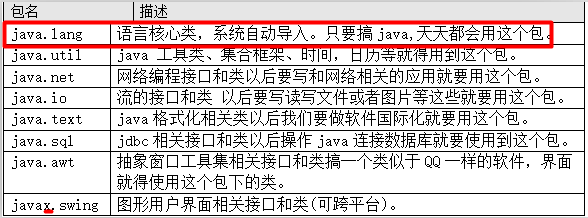 包名 描述
java.lang 语言核心类，系统自动导入。只要搞 java,天天都会用这个包。
java.util java 工具类、集合框架、时间，日历等就得用到这个包。
java.net 网络编程接口和类以后要写和网络相关的应用就要用这个包。
java.io 流的接口和类 以后要写读写文件或者图片等这些就要用这个包。
java.text java 格式化相关类以后我们要做软件国际化就要用这个包。
java.sql jdbc 相关接口和类以后操作 java 连接数据库就要使用到这个包。
java.awt 抽象窗口工具集相关接口和类搞一个类似于 QQ 一样的软件，界面
就得使用这个包下的类。
javax.swing 图形用户界面相关接口和类(可跨平台)。